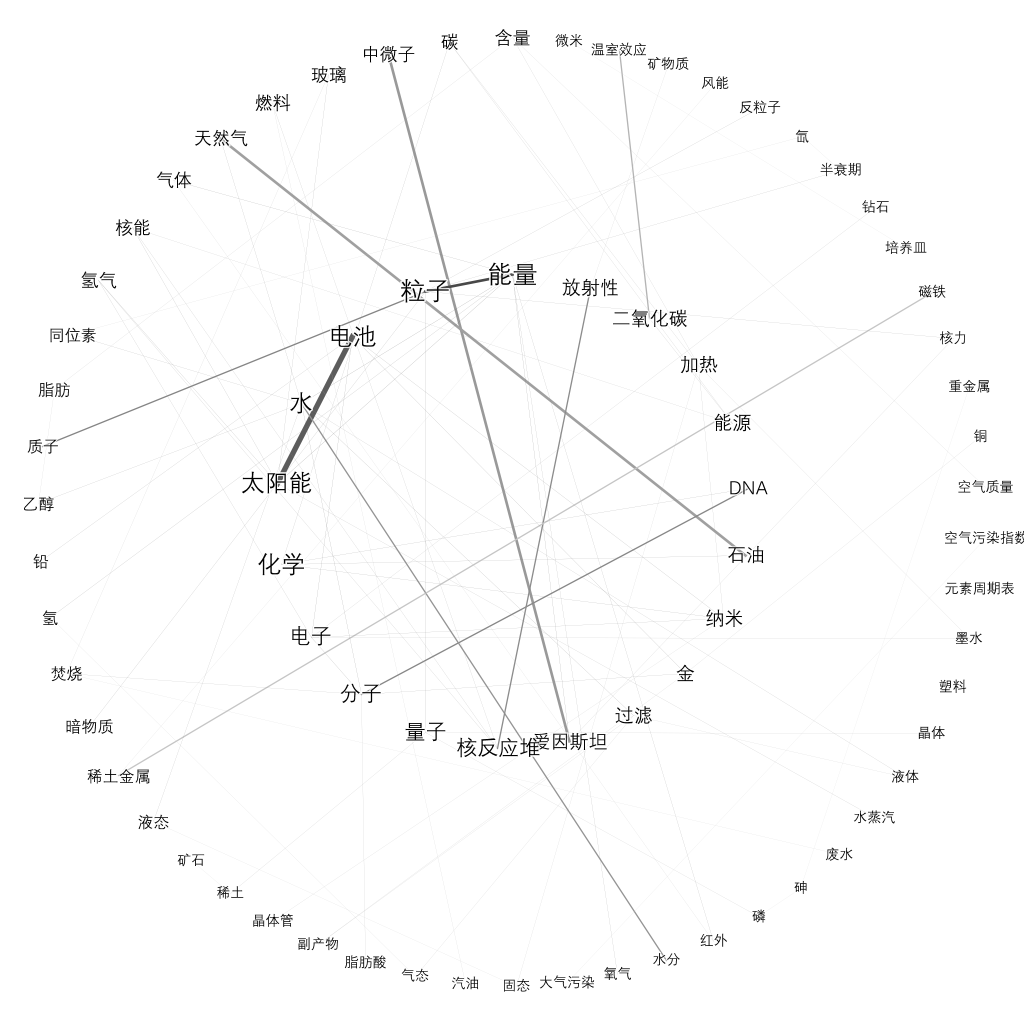 含量
微米
碳
温室效应
中微子
矿物质
玻璃
风能
燃料
反粒子
天然气
氙
半衰期
气体
钻石
核能
培养皿
能量
氢气
放射性
粒子
磁铁
二氧化碳
同位素
电池
核力
加热
脂肪
重金属
水
能源
铜
质子
太阳能
DNA
空气质量
乙醇
空气污染指数
石油
铅
化学
元素周期表
氢
纳米
电子
墨水
焚烧
金
塑料
分子
过滤
暗物质
量子
晶体
爱因斯坦
核反应堆
稀土金属
液体
液态
水蒸汽
矿石
废水
稀土
砷
晶体管
磷
副产物
红外
脂肪酸
水分
气态
氧气
汽油
大气污染
固态